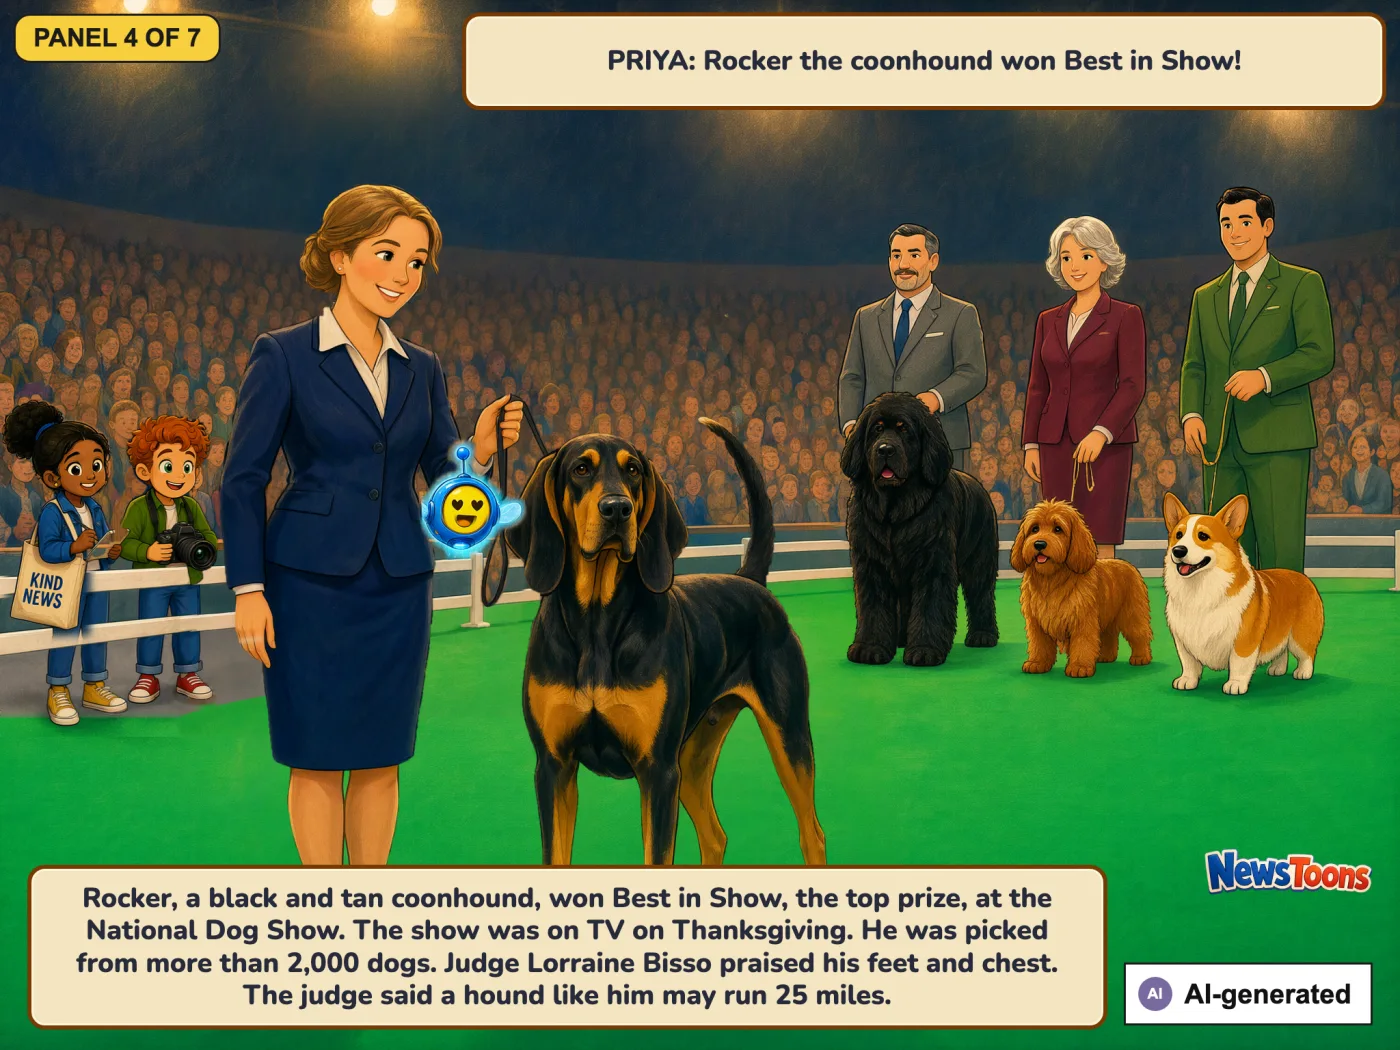 PANEL 4 OF 7
PRIYA: Rocker the coonhound won Best in Show!
KIND
NEWS
Rocker, a black and tan coonhound, won Best in Show, the top prize, at the
National Dog Show. The show was on TV on Thanksgiving. He was picked
from more than 2,000 dogs. Judge Lorraine Bisso praised his feet and chest.
The judge said a hound like him may run 25 miles.
NewsToons
AI AI-generated